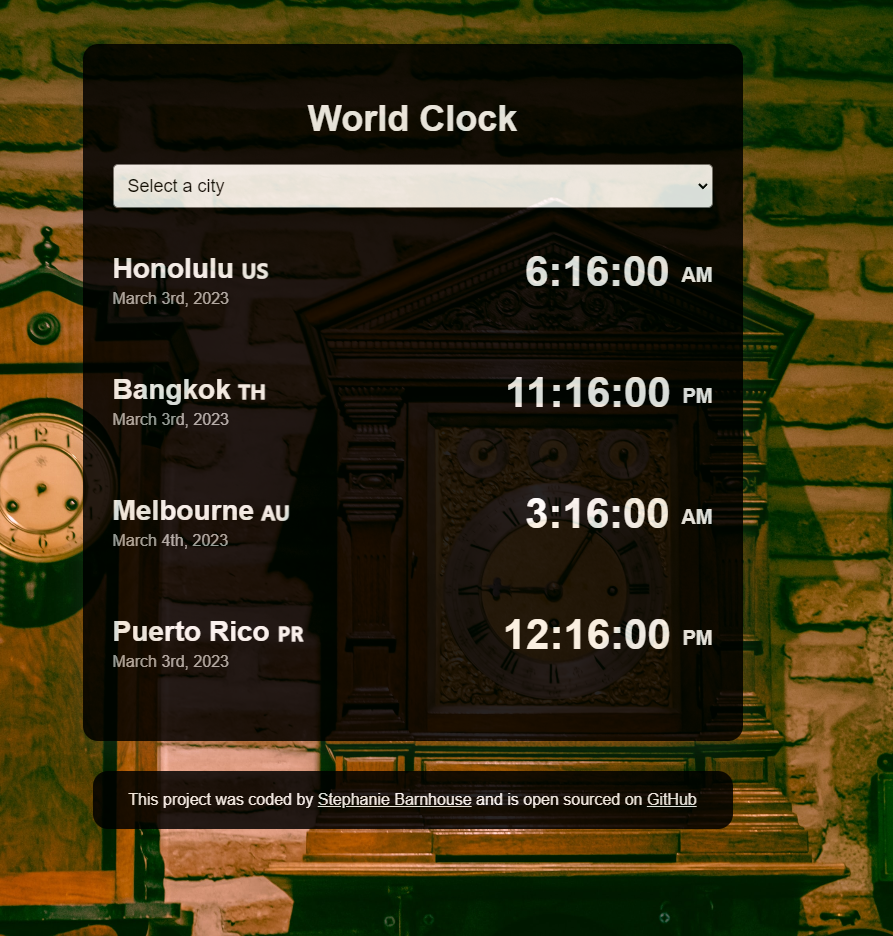 World Clock
Select a city
Honolulu US
6:16:00 AM
March 3rd, 2023
Bangkok TH
11:16:00 PM
March 3rd, 2023
Melbourne AU
3:16:00 AM
March 4th, 2023
Puerto Rico PR
12:16:00 PM
March 3rd, 2023
This project was coded by Stephanie Barnhouse and is open sourced on GitHub